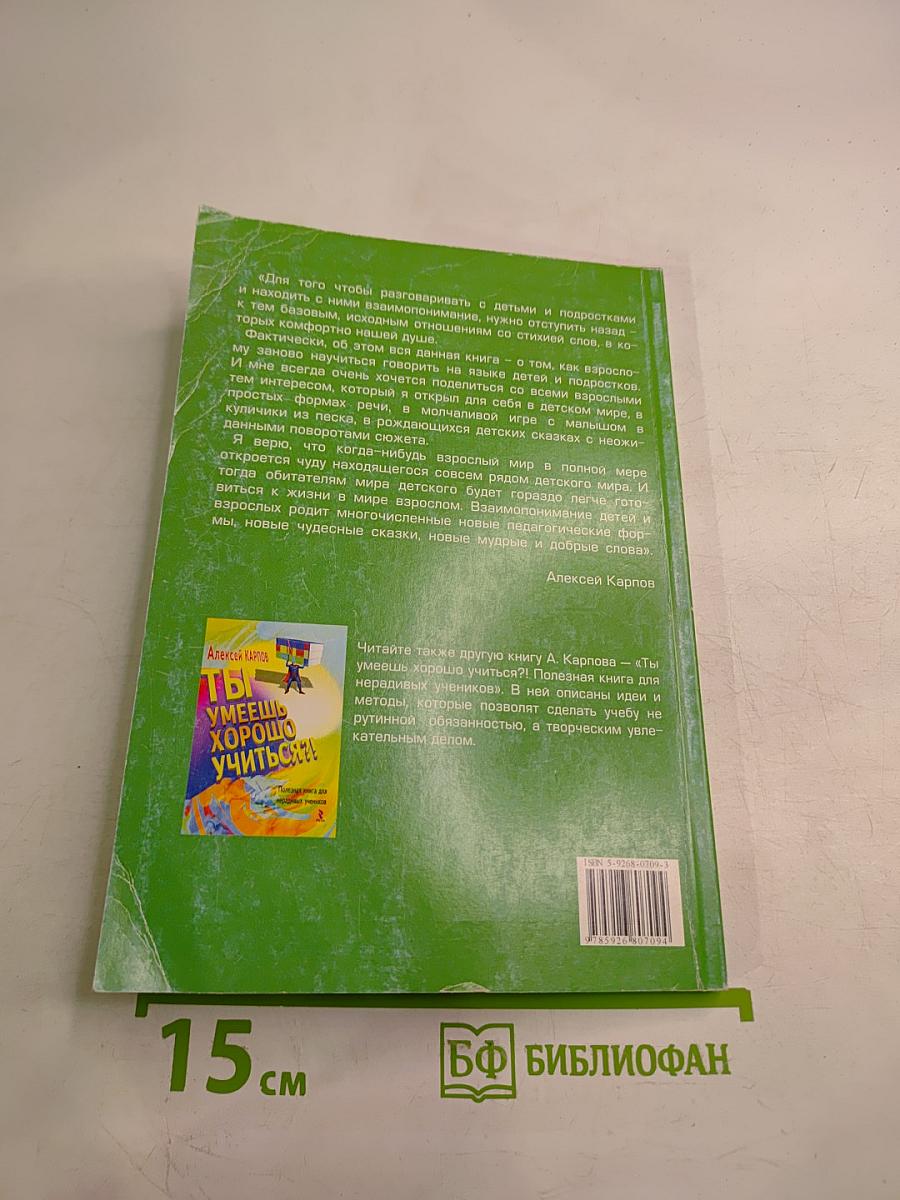 «Для того чтобы разговаривать с детьми и подростками
и находить с ними взаимопонимание, нужно отступить назад –
к тем базовым, исходным отношениям со стихией слов, в ко-
торых комфортно нашей душе.
Фактически, об этом вся данная книга – о том, как взросло-
му заново научиться говорить на языке детей и подростков.
И мне всегда очень хочется поделиться со всеми взрослыми
тем интересом, который я открыл для себя в детском мире, в
простых формах речи, в молчаливой игре с малышом в
куличики из песка, в рождающихся детских сказках с неожи-
данными поворотами сюжета.
Я верю, что когда-нибудь взрослый мир в полной мере
откроется чуду находящегося совсем рядом детского мира. И
тогда обитателям мира детского будет гораздо легче гото-
виться к жизни в мире взрослом. Взаимопонимание детей и
взрослых родит многочисленные новые педагогические фор-
мы, новые чудесные сказки, новые мудрые и добрые слова».
Алексей Карпов
Алексей КАРПОВ
ТЫ
УМЕЕШЬ
ХОРОШО
УЧИТЬСЯ?!
Полезная книга для
нерадивых учеников
Читайте также другую книгу А. Карпова – «Ты
умеешь хорошо учиться?! Полезная книга для
нерадивых учеников». В ней описаны идеи и
методы, которые позволят сделать учебу не
рутинной обязанностью, а творческим увле-
кательным делом.
ISBN 5-9268-0709-3
9 785926 807094
15 см
БФ БИБЛИОФАН